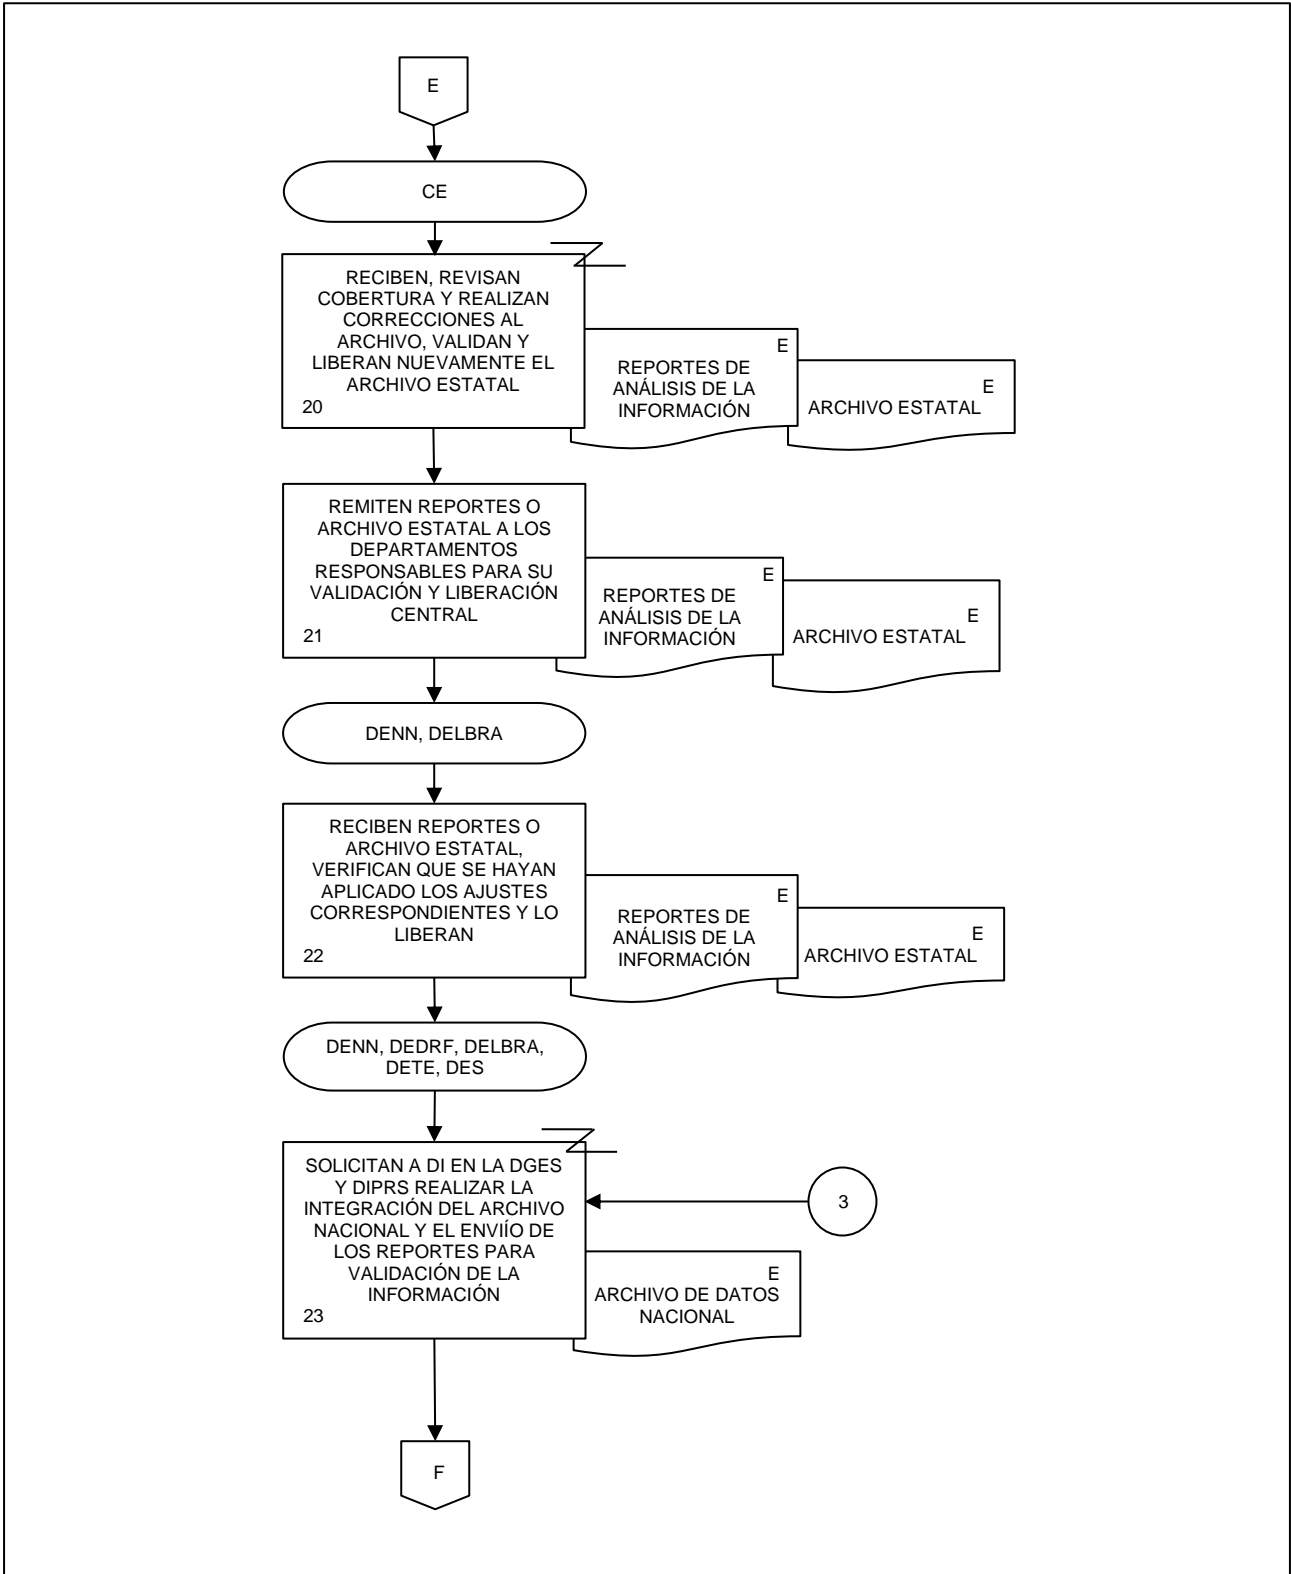 E
CE
RECIBEN, REVISAN
COBERTURA Y REALIZAN
CORRECCIONES AL
ARCHIVO, VALIDAN Y
LIBERAN NUEVAMENTE EL
ARCHIVO ESTATAL
20
E
REPORTES DE
ANÁLISIS DE LA
INFORMACIÓN
E
ARCHIVO ESTATAL
REMITEN REPORTES O
ARCHIVO ESTATAL A LOS
DEPARTAMENTOS
RESPONSABLES PARA SU
VALIDACIÓN Y LIBERACIÓN
CENTRAL
21
E
REPORTES DE
ANÁLISIS DE LA
INFORMACIÓN
E
ARCHIVO ESTATAL
DENN, DELBRA
RECIBEN REPORTES O
ARCHIVO ESTATAL,
VERIFICAN QUE SE HAYAN
APLICADO LOS AJUSTES
CORRESPONDIENTES Y LO
LIBERAN
22
E
REPORTES DE
ANÁLISIS DE LA
INFORMACIÓN
E
ARCHIVO ESTATAL
DENN, DEDRF, DELBRA,
DETE, DES
SOLICITAN A DI EN LA DGES
Y DIPRS REALIZAR LA
INTEGRACIÓN DEL ARCHIVO
NACIONAL Y EL ENVIÍO DE
LOS REPORTES PARA
VALIDACIÓN DE LA
INFORMACIÓN
23
3
E
ARCHIVO DE DATOS
NACIONAL
F